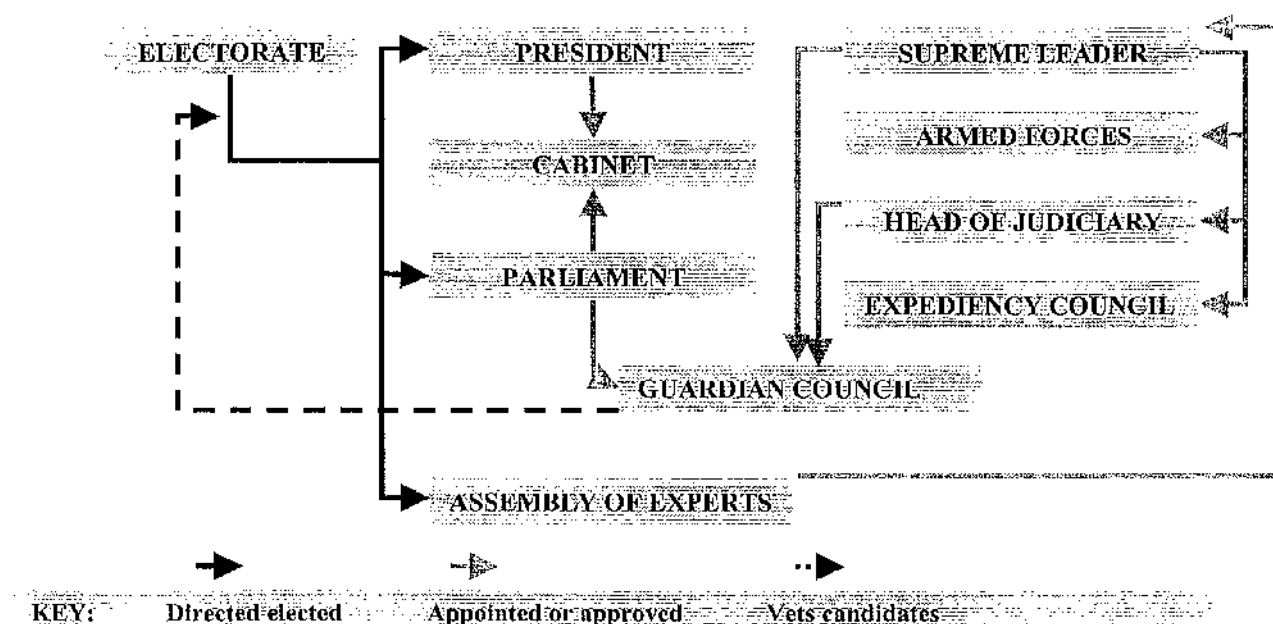 ELECTORATE PRESIDENT SUPREME LEADER
ARMED FORCES
CABINET
HEAD OF JUDICIARY
PARLIAMENT
EXPEDIENCY COUNCIL
GUARDIAN COUNCIL
ASSEMBLY OF EXPERTS
KEY: Directed elected Appointed or approved Vets candidates